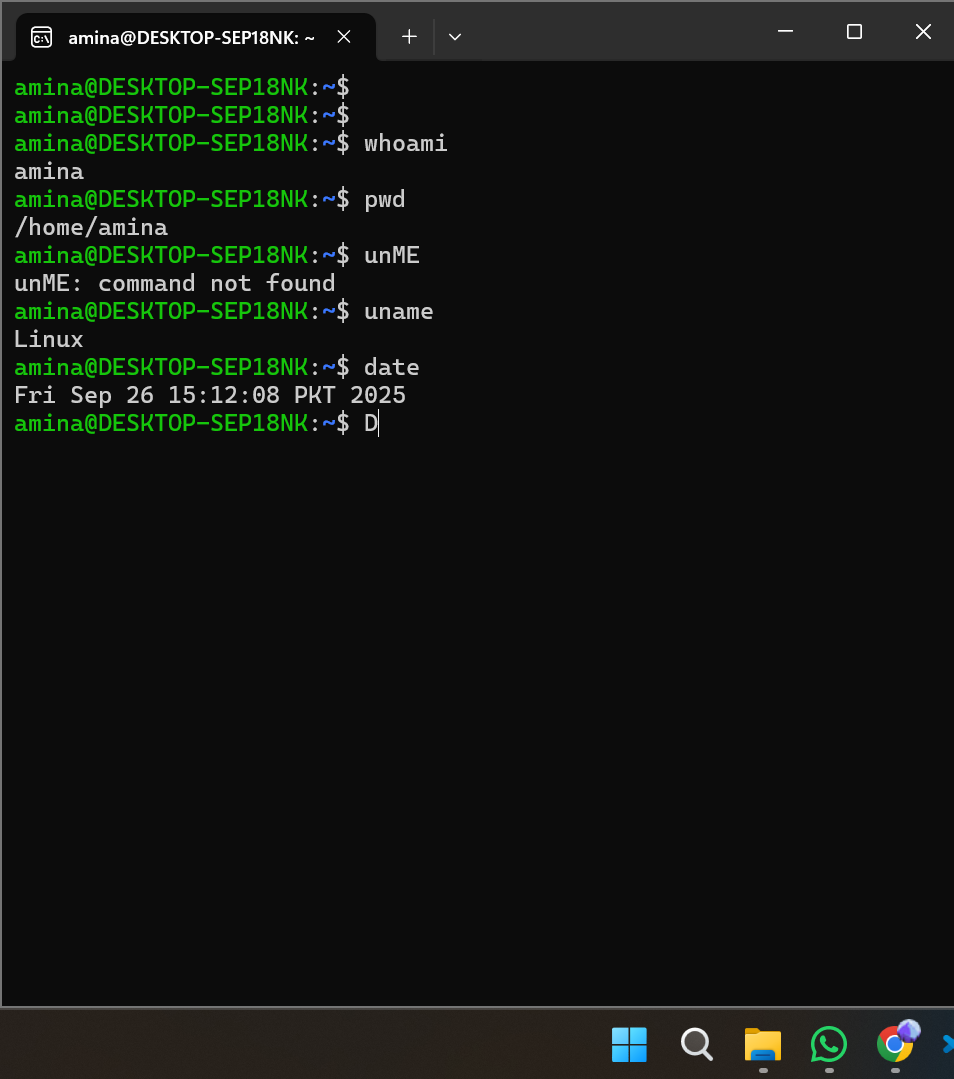 amina@DESKTOP-SEP18NK: ~
amina@DESKTOP-SEP18NK:~$
amina@DESKTOP-SEP18NK:~$
amina@DESKTOP-SEP18NK:~$ whoami
amina
amina@DESKTOP-SEP18NK:~$ pwd
/home/amina
amina@DESKTOP-SEP18NK:~$ unME
unME: command not found
amina@DESKTOP-SEP18NK:~$ uname
Linux
amina@DESKTOP-SEP18NK:~$ date
Fri Sep 26 15:12:08 PKT 2025
amina@DESKTOP-SEP18NK:~$ D